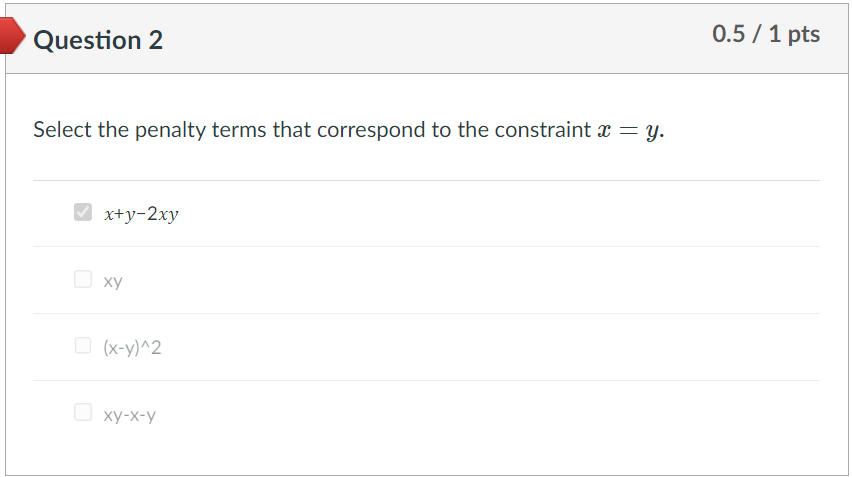 Question 2
0.5 / 1 pts
Select the penalty terms that correspond to the constraint x = y.
x+y−2xy
xy
(x-y)^2
xy-x-y